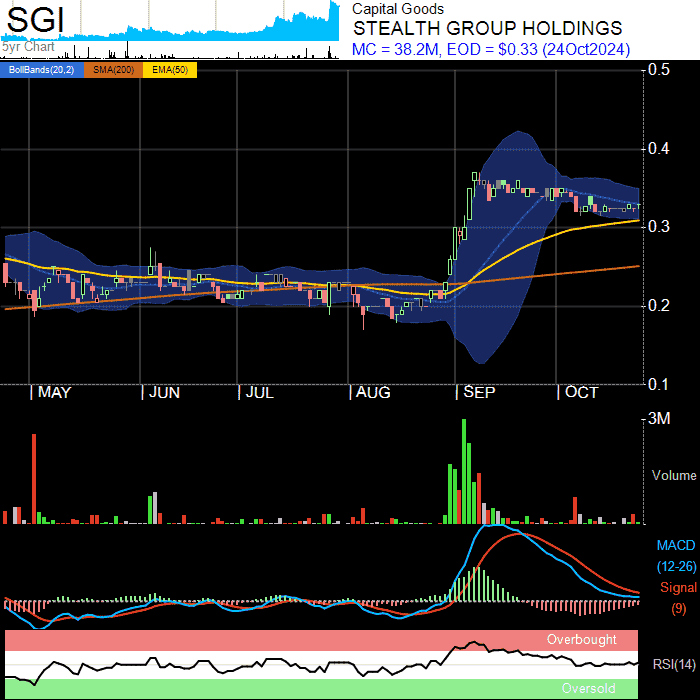 SGI
5yr Chart
Capital Goods
STEALTH GROUP HOLDINGS
MC = 38.2M, EOD = $0.33 (24Oct2024)
BollBands(20,2) SMA(200) EMA(50)
0.5
0.4
0.3
0.2
0.1
MAY JUN JUL AUG SEP OCT
3M
Volume
MACD
(12-26)
Signal
(9)
Overbought
RSI(14)
Oversold